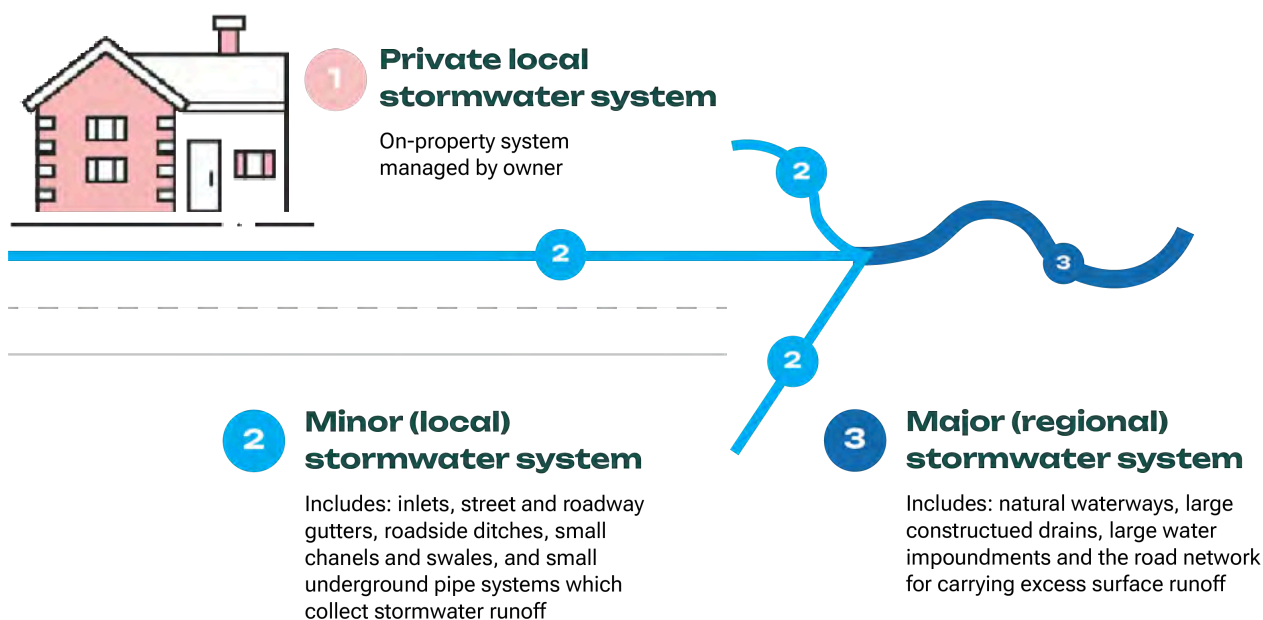 1
Private local
stormwater system
On-property system
managed by owner
2
2
3
2
2
Minor (local)
stormwater system
Includes: inlets, street and roadway
gutters, roadside ditches, small
chanels and swales, and small
underground pipe systems which
collect stormwater runoff
3
Major (regional)
stormwater system
Includes: natural waterways, large
constructued drains, large water
impoundments and the road network
for carrying excess surface runoff